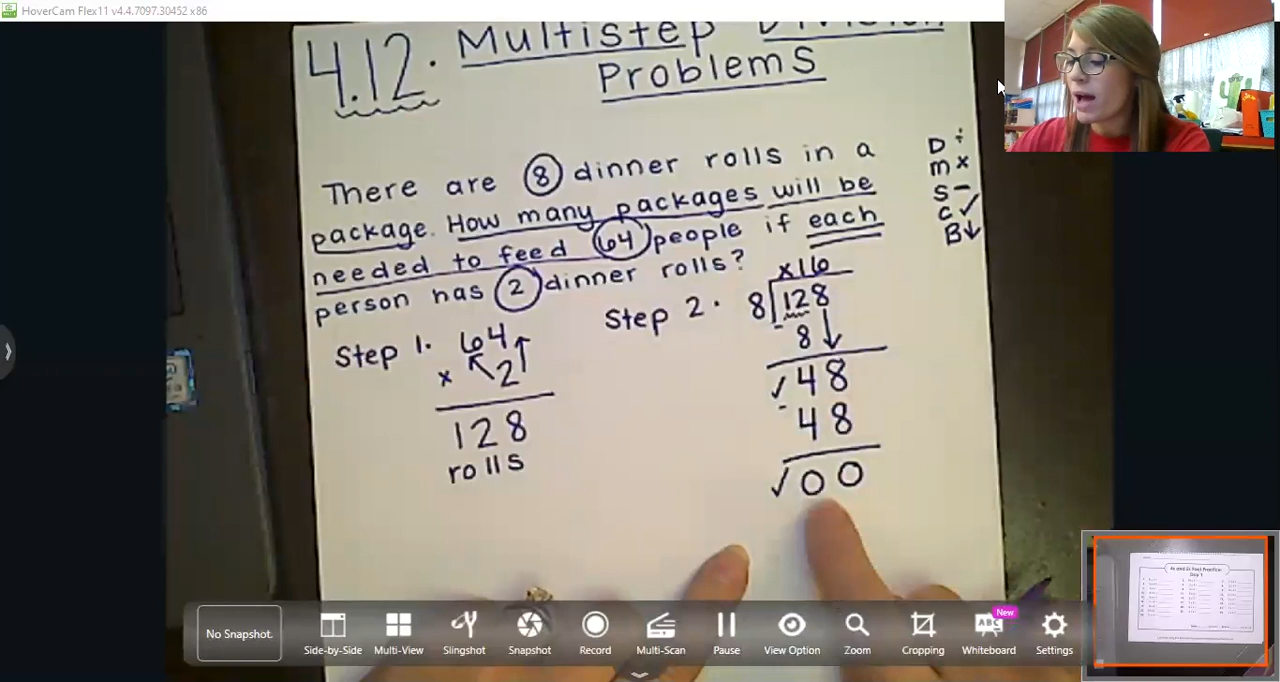 HoverCam Flex11 v4.4.7097.30452 x86
4.12. Multistep Division
Problems
There are 8 dinner rolls in a
package. How many packages will be
needed to feed 64 people if each
person has 2 dinner rolls?
D ÷
m ×
S −
C ✓
B ↓
Step 1. 64
× 2
128
rolls
Step 2. x16
8 128
- 8
✓ 48
- 48
✓ 00
No Snapshot.
Side-by-Side
Multi-View
Slingshot
Snapshot
Record
Multi-Scan
Pause
View Option
Zoom
Cropping
New
ABC
Whiteboard
Settings